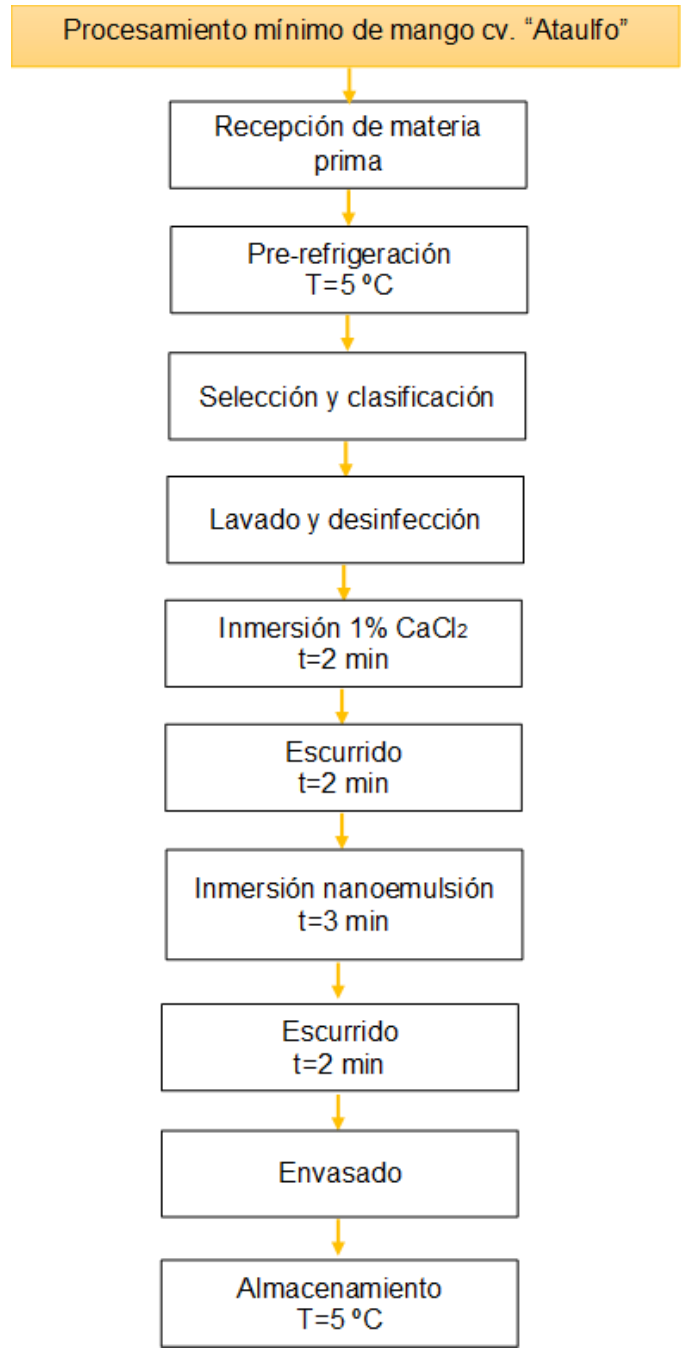 Procesamiento mínimo de mango cv. “Ataulfo”
Recepción de materia
prima
Pre-refrigeración
T=5 ºC
Selección y clasificación
Lavado y desinfección
Inmersión 1% CaCl₂
t=2 min
Escurrido
t=2 min
Inmersión nanoemulsión
t=3 min
Escurrido
t=2 min
Envasado
Almacenamiento
T=5 ºC